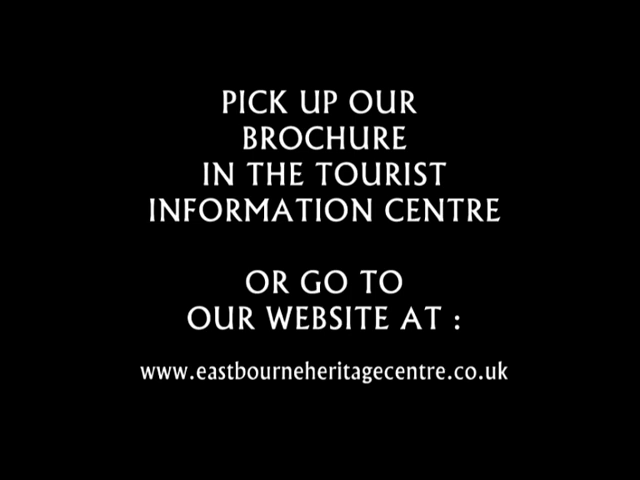 PICK UP OUR
BROCHURE
IN THE TOURIST
INFORMATION CENTRE
OR GO TO
OUR WEBSITE AT :
www.eastbourneheritagecentre.co.uk